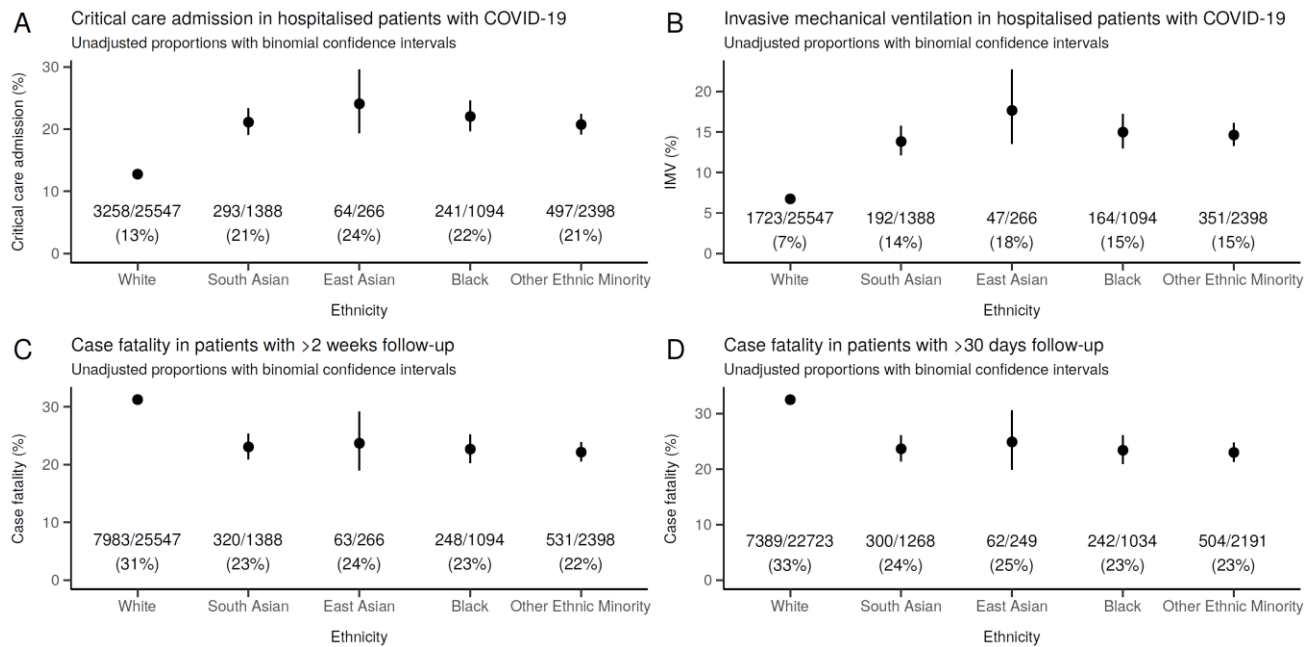 A
Critical care admission in hospitalised patients with COVID-19
Unadjusted proportions with binomial confidence intervals
Critical care admission (%)
30
20
10
0
3258/25547 293/1388 64/266 241/1094 497/2398
(13%) (21%) (24%) (22%) (21%)
White South Asian East Asian Black Other Ethnic Minority
Ethnicity
B
Invasive mechanical ventilation in hospitalised patients with COVID-19
Unadjusted proportions with binomial confidence intervals
IMV (%)
20
15
10
5
0
1723/25547 192/1388 47/266 164/1094 351/2398
(7%) (14%) (18%) (15%) (15%)
White South Asian East Asian Black Other Ethnic Minority
Ethnicity
C
Case fatality in patients with >2 weeks follow-up
Unadjusted proportions with binomial confidence intervals
Case fatality (%)
30
20
10
0
7983/25547 320/1388 63/266 248/1094 531/2398
(31%) (23%) (24%) (23%) (22%)
White South Asian East Asian Black Other Ethnic Minority
Ethnicity
D
Case fatality in patients with >30 days follow-up
Unadjusted proportions with binomial confidence intervals
Case fatality (%)
30
20
10
0
7389/22723 300/1268 62/249 242/1034 504/2191
(33%) (24%) (25%) (23%) (23%)
White South Asian East Asian Black Other Ethnic Minority
Ethnicity